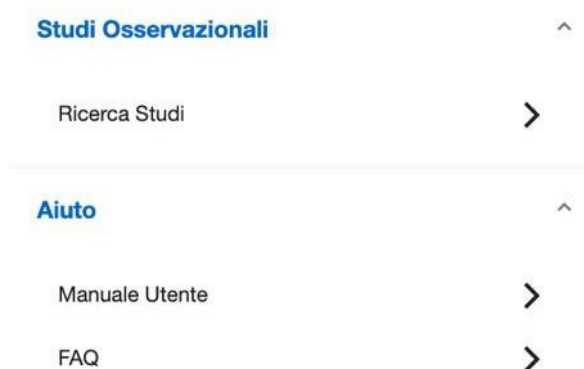 Studi Osservazionali
Ricerca Studi
Aiuto
Manuale Utente
FAQ